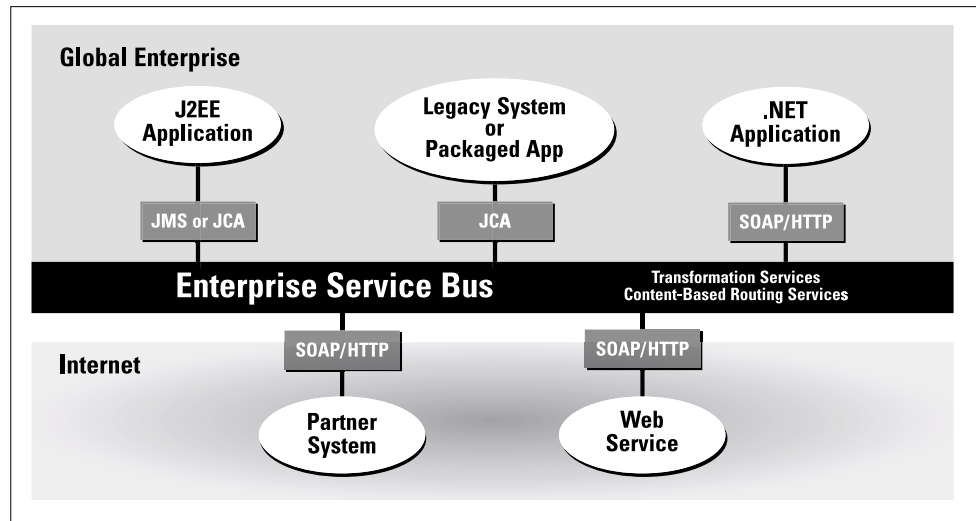 Global Enterprise
J2EE
Application
Legacy System
or
Packaged App
.NET
Application
JMS or JCA
JCA
SOAP/HTTP
Enterprise Service Bus
Transformation Services
Content-Based Routing Services
SOAP/HTTP
SOAP/HTTP
Internet
Partner
System
Web
Service